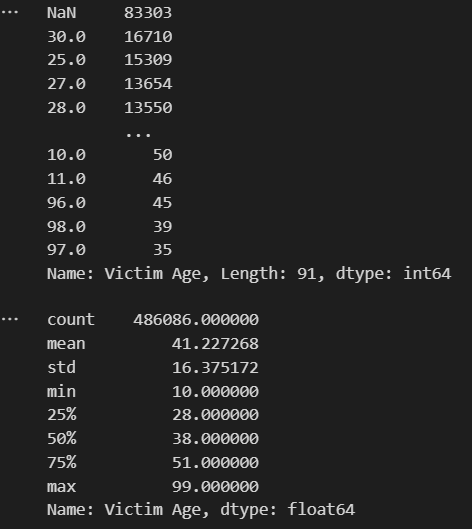 ... NaN 83303
30.0 16710
25.0 15309
27.0 13654
28.0 13550
...
10.0 50
11.0 46
96.0 45
98.0 39
97.0 35
Name: Victim Age, Length: 91, dtype: int64
... count 486086.000000
mean 41.227268
std 16.375172
min 10.000000
25% 28.000000
50% 38.000000
75% 51.000000
max 99.000000
Name: Victim Age, dtype: float64